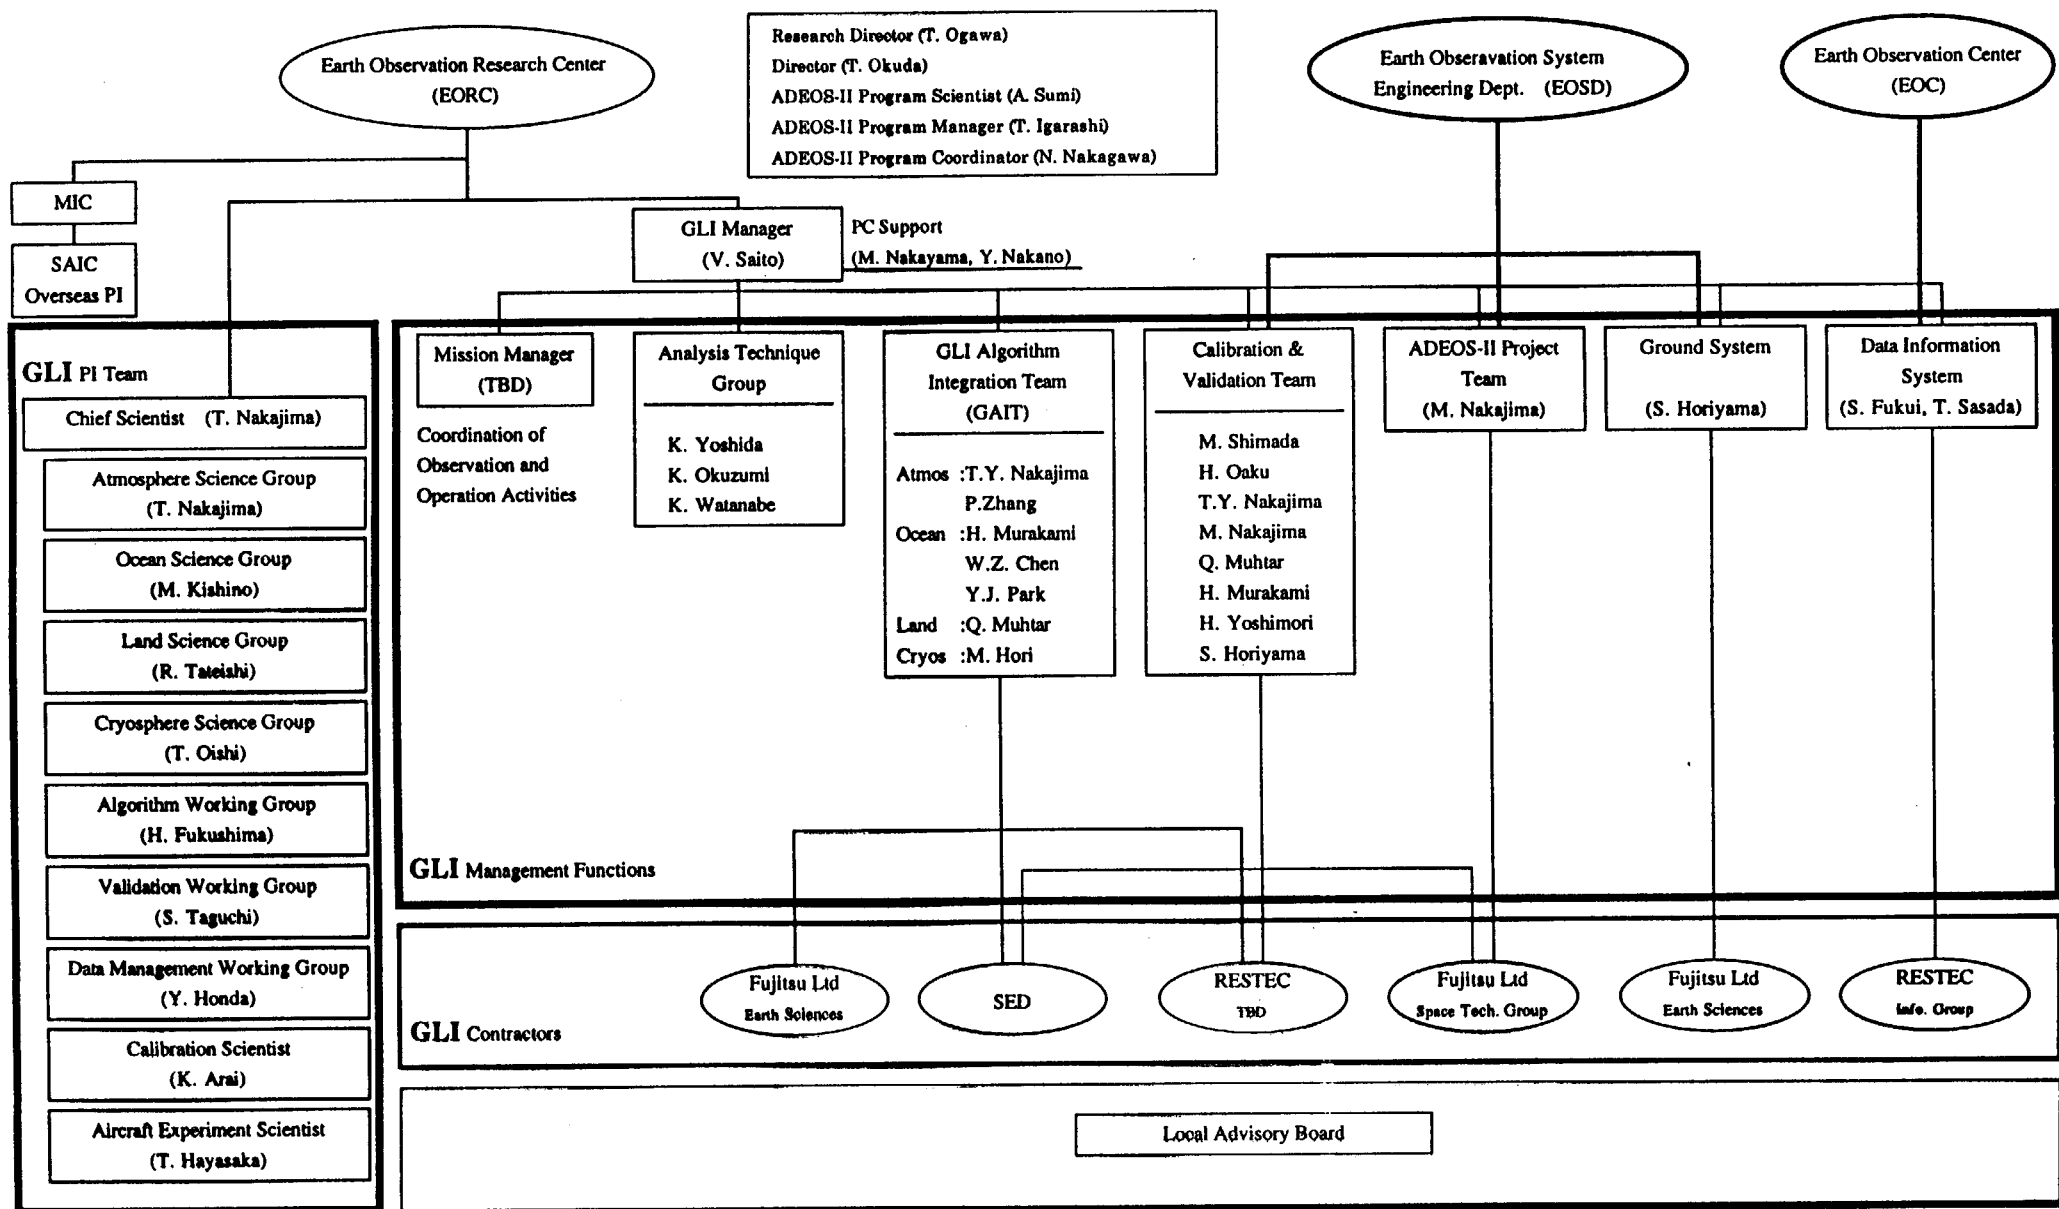 Earth Observation Research Center
(EORC)
Research Director (T. Ogawa)
Director (T. Okuda)
ADEOS-II Program Scientist (A. Sumi)
ADEOS-II Program Manager (T. Igarashi)
ADEOS-II Program Coordinator (N. Nakagawa)
Earth Obseravation System
Engineering Dept. (EOSD)
Earth Observation Center
(EOC)
MIC
SAIC
Overseas PI
GLI Manager
(V. Saito)
PC Support
(M. Nakayama, Y. Nakano)
GLI PI Team
Chief Scientist (T. Nakajima)
Atmosphere Science Group
(T. Nakajima)
Ocean Science Group
(M. Kishino)
Land Science Group
(R. Tateishi)
Cryosphere Science Group
(T. Oishi)
Algorithm Working Group
(H. Fukushima)
Validation Working Group
(S. Taguchi)
Data Management Working Group
(Y. Honda)
Calibration Scientist
(K. Arai)
Aircraft Experiment Scientist
(T. Hayasaka)
Mission Manager
(TBD)
Coordination of
Observation and
Operation Activities
Analysis Technique
Group
K. Yoshida
K. Okuzumi
K. Watanabe
GLI Algorithm
Integration Team
(GAIT)
Atmos :T.Y. Nakajima
P.Zhang
Ocean :H. Murakami
W.Z. Chen
Y.J. Park
Land :Q. Muhtar
Cryos :M. Hori
Calibration &
Validation Team
M. Shimada
H. Oaku
T.Y. Nakajima
M. Nakajima
Q. Muhtar
H. Murakami
H. Yoshimori
S. Horiyama
ADEOS-II Project
Team
(M. Nakajima)
Ground System
(S. Horiyama)
Data Information
System
(S. Fukui, T. Sasada)
GLI Management Functions
GLI Contractors
Fujitsu Ltd
Earth Sciences
SED
RESTEC
TBD
Fujitsu Ltd
Space Tech. Group
Fujitsu Ltd
Earth Sciences
RESTEC
Info. Group
Local Advisory Board